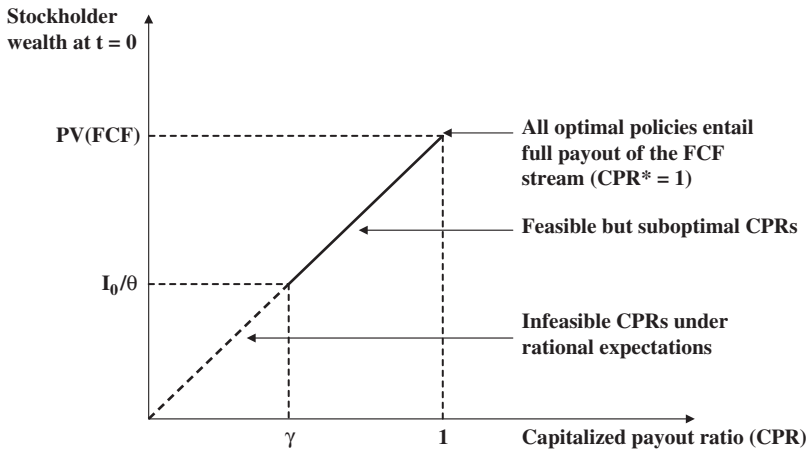 Stockholder
wealth at t = 0
PV(FCF)
All optimal policies entail
full payout of the FCF
stream (CPR* = 1)
Feasible but suboptimal CPRs
I₀/θ
Infeasible CPRs under
rational expectations
γ
1
Capitalized payout ratio (CPR)